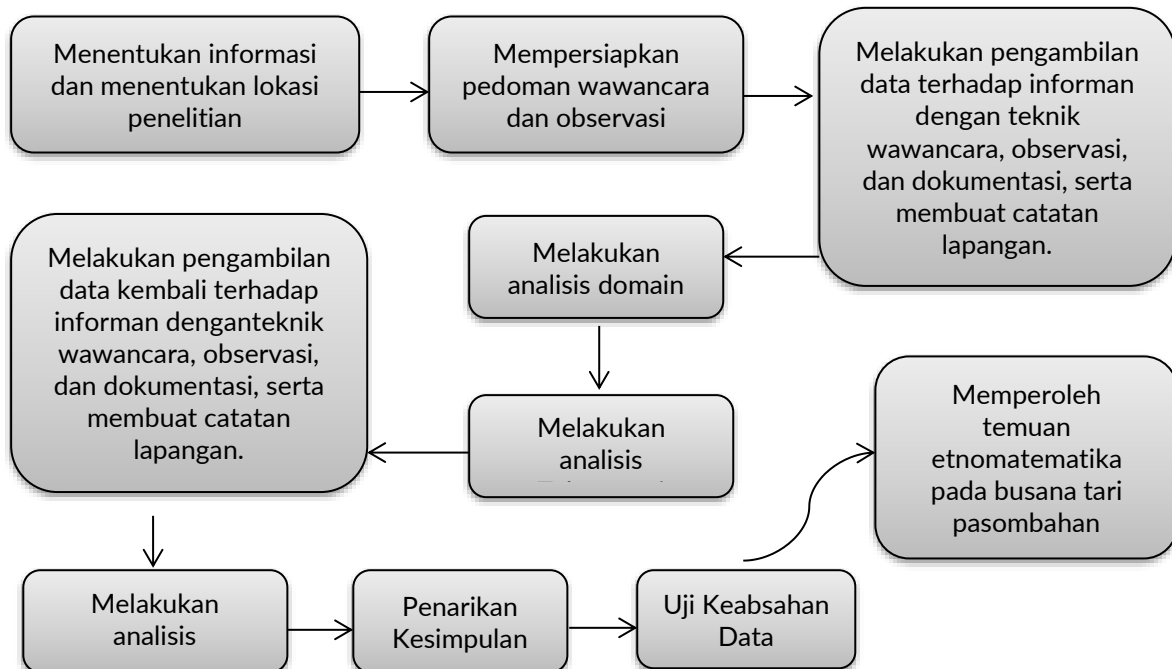 Menentukan informasi
dan menentukan lokasi
penelitian
Mempersiapkan
pedoman wawancara
dan observasi
Melakukan pengambilan
data terhadap informan
dengan teknik
wawancara, observasi,
dan dokumentasi, serta
membuat catatan
lapangan.
Melakukan
analisis domain
Melakukan
analisis
Melakukan pengambilan
data kembali terhadap
informan denganteknik
wawancara, observasi,
dan dokumentasi, serta
membuat catatan
lapangan.
Melakukan
analisis
Penarikan
Kesimpulan
Uji Keabsahan
Data
Memperoleh
temuan
etnomatematika
pada busana tari
pasombahan